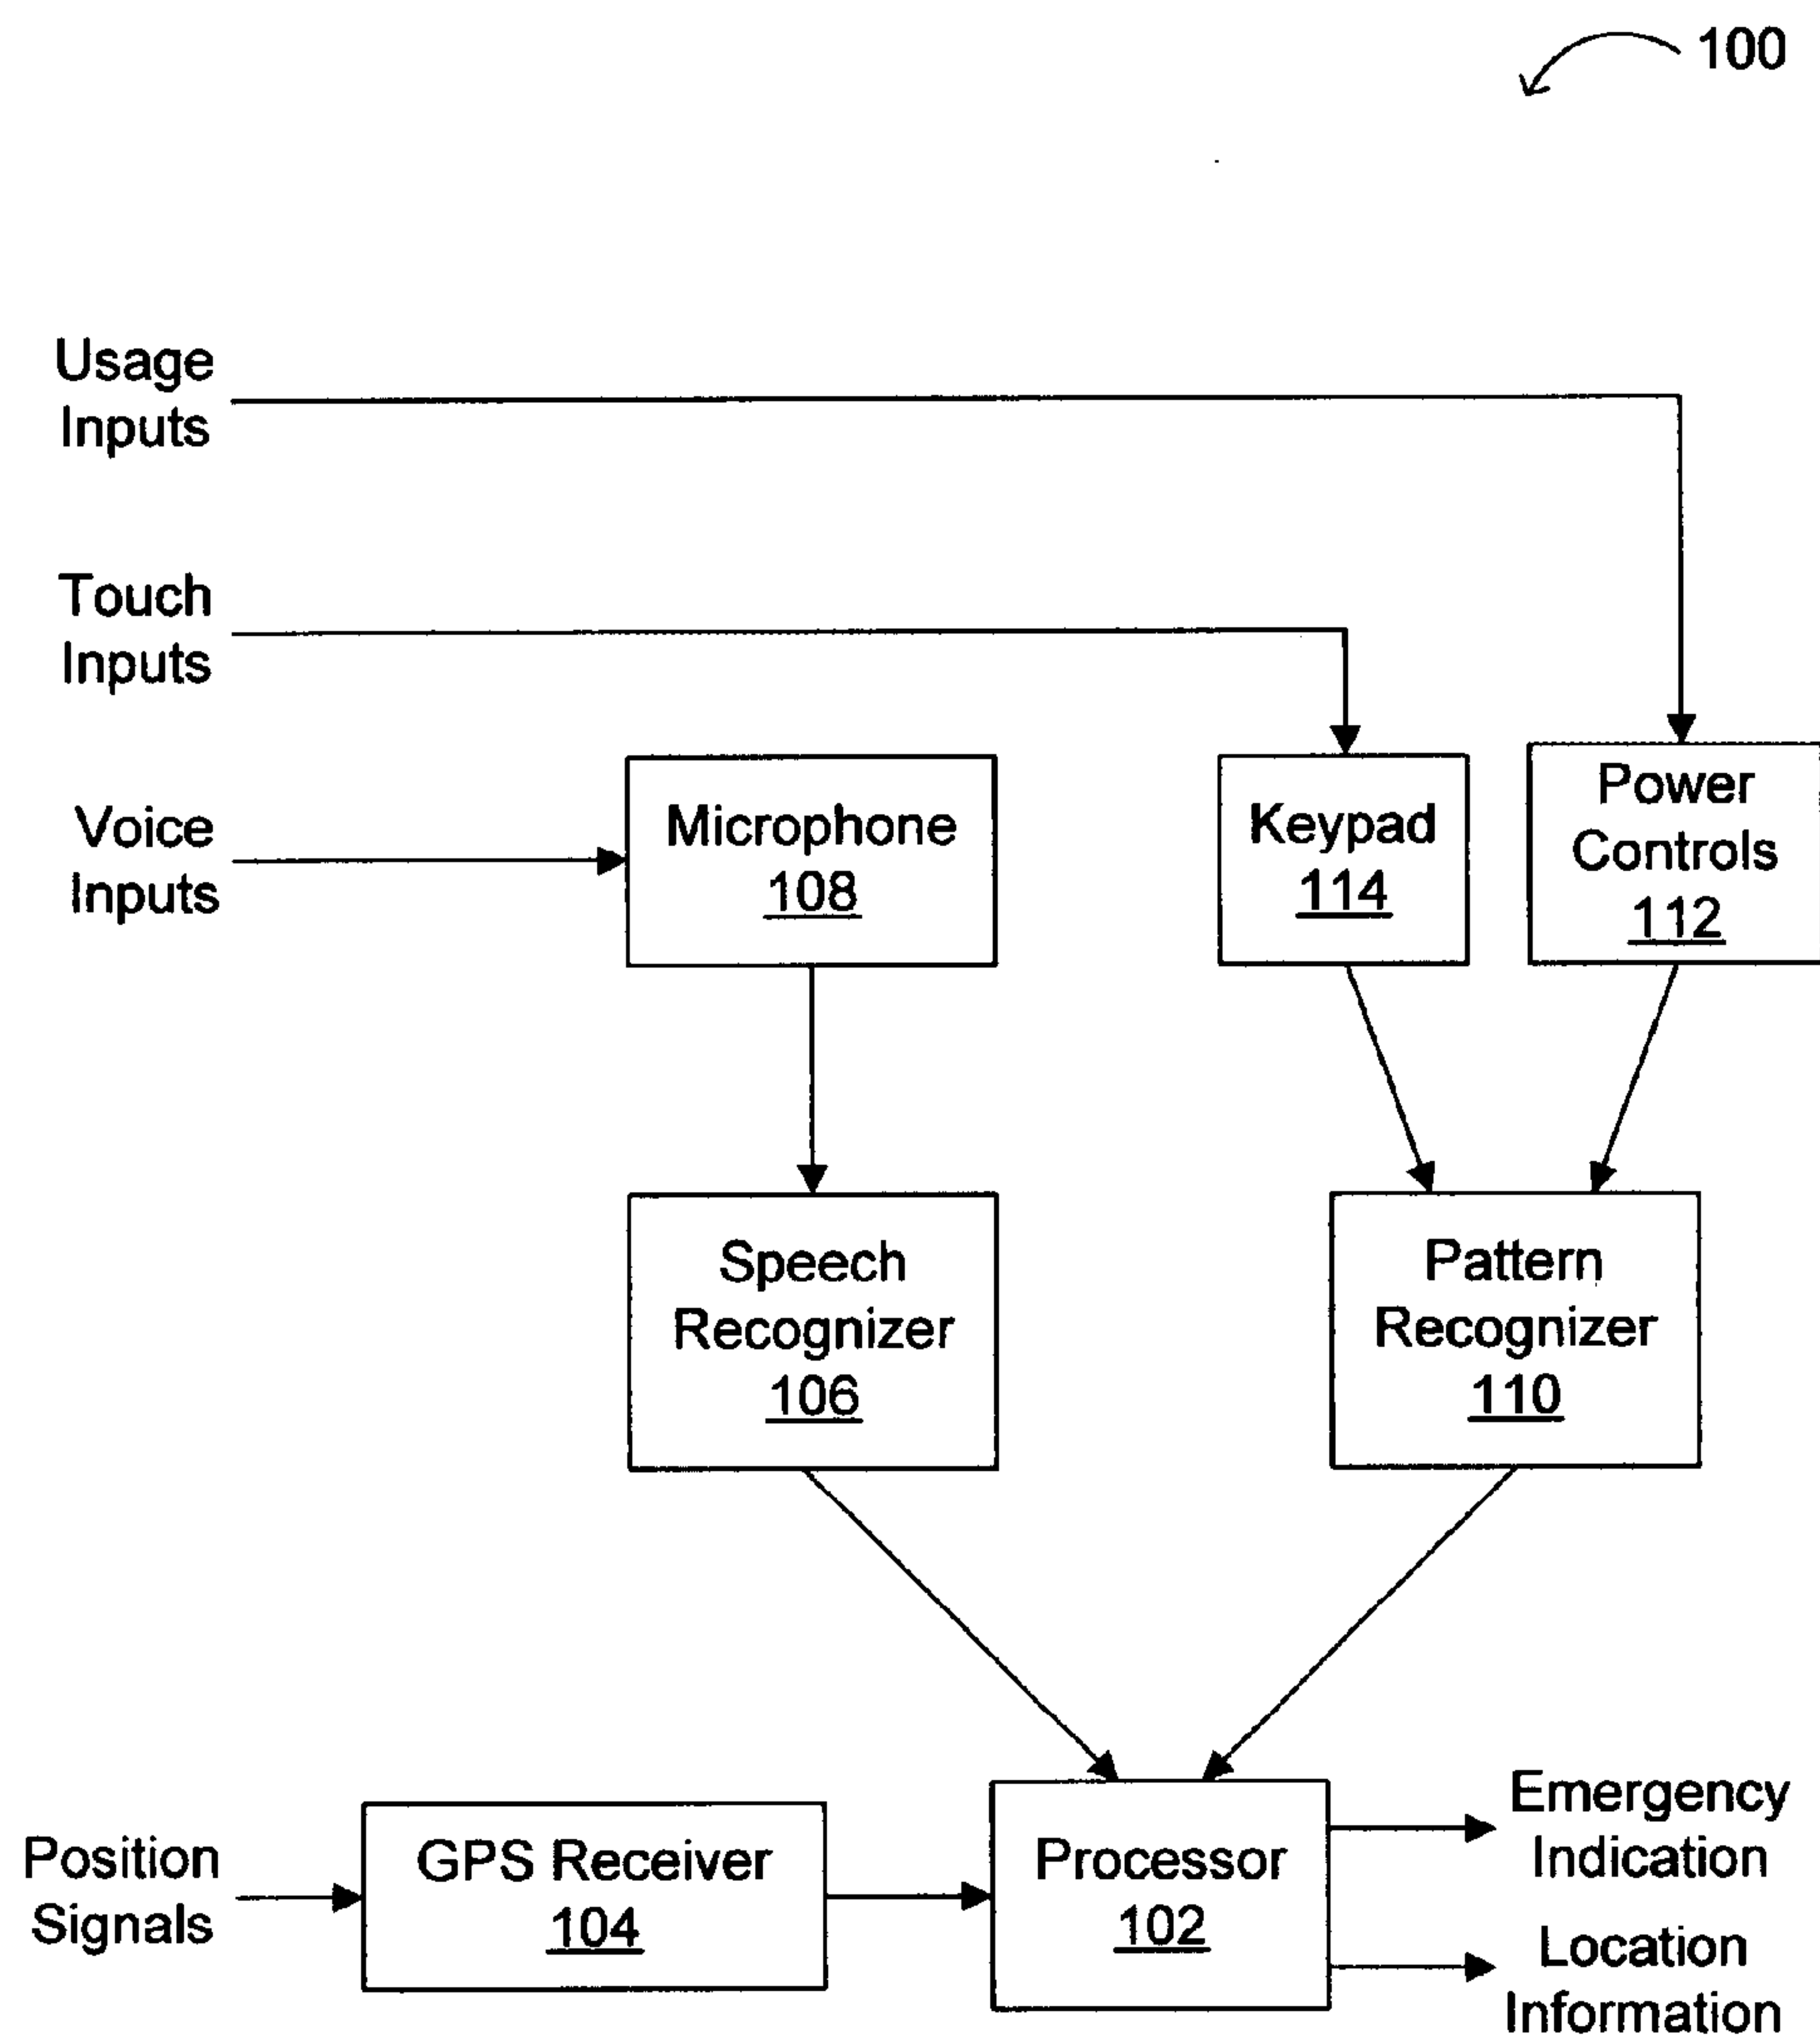 100
Usage
Inputs
Touch
Inputs
Voice
Inputs
Microphone
108
Keypad
114
Power
Controls
112
Speech
Recognizer
106
Pattern
Recognizer
110
Position
Signals
GPS Receiver
104
Processor
102
Emergency
Indication
Location
Information